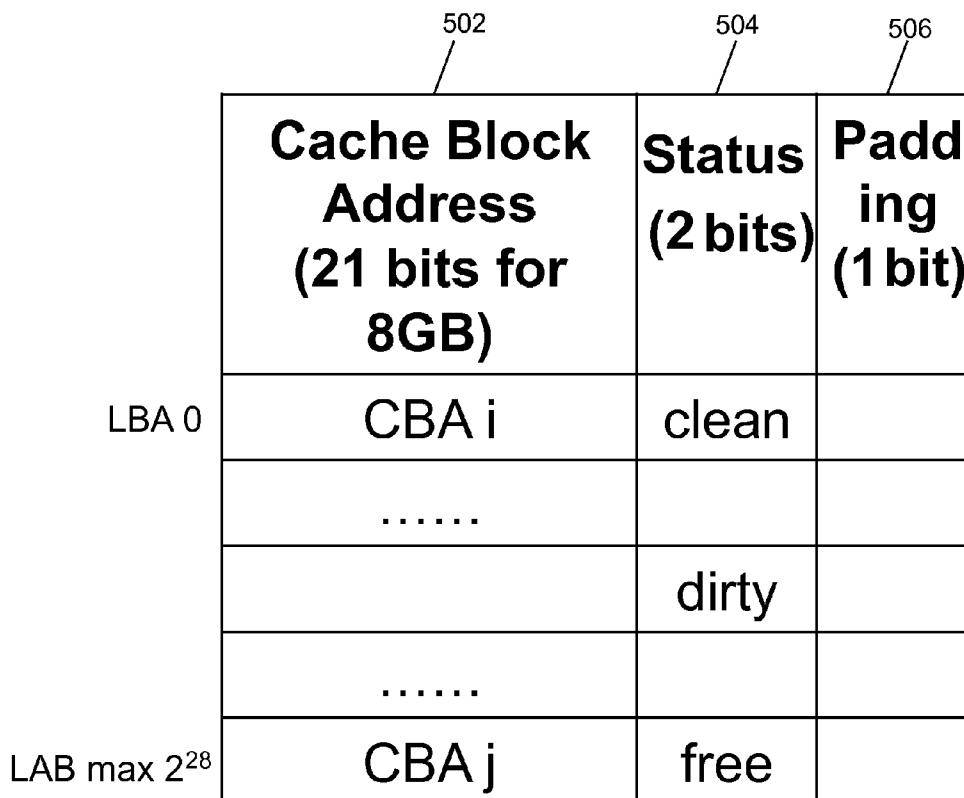 502 504 506
Cache Block
Address
(21 bits for
8GB)
Status
(2 bits)
Padd
ing
(1 bit)
LBA 0 CBA i clean
......
dirty
......
LAB max 2²⁸ CBA j free